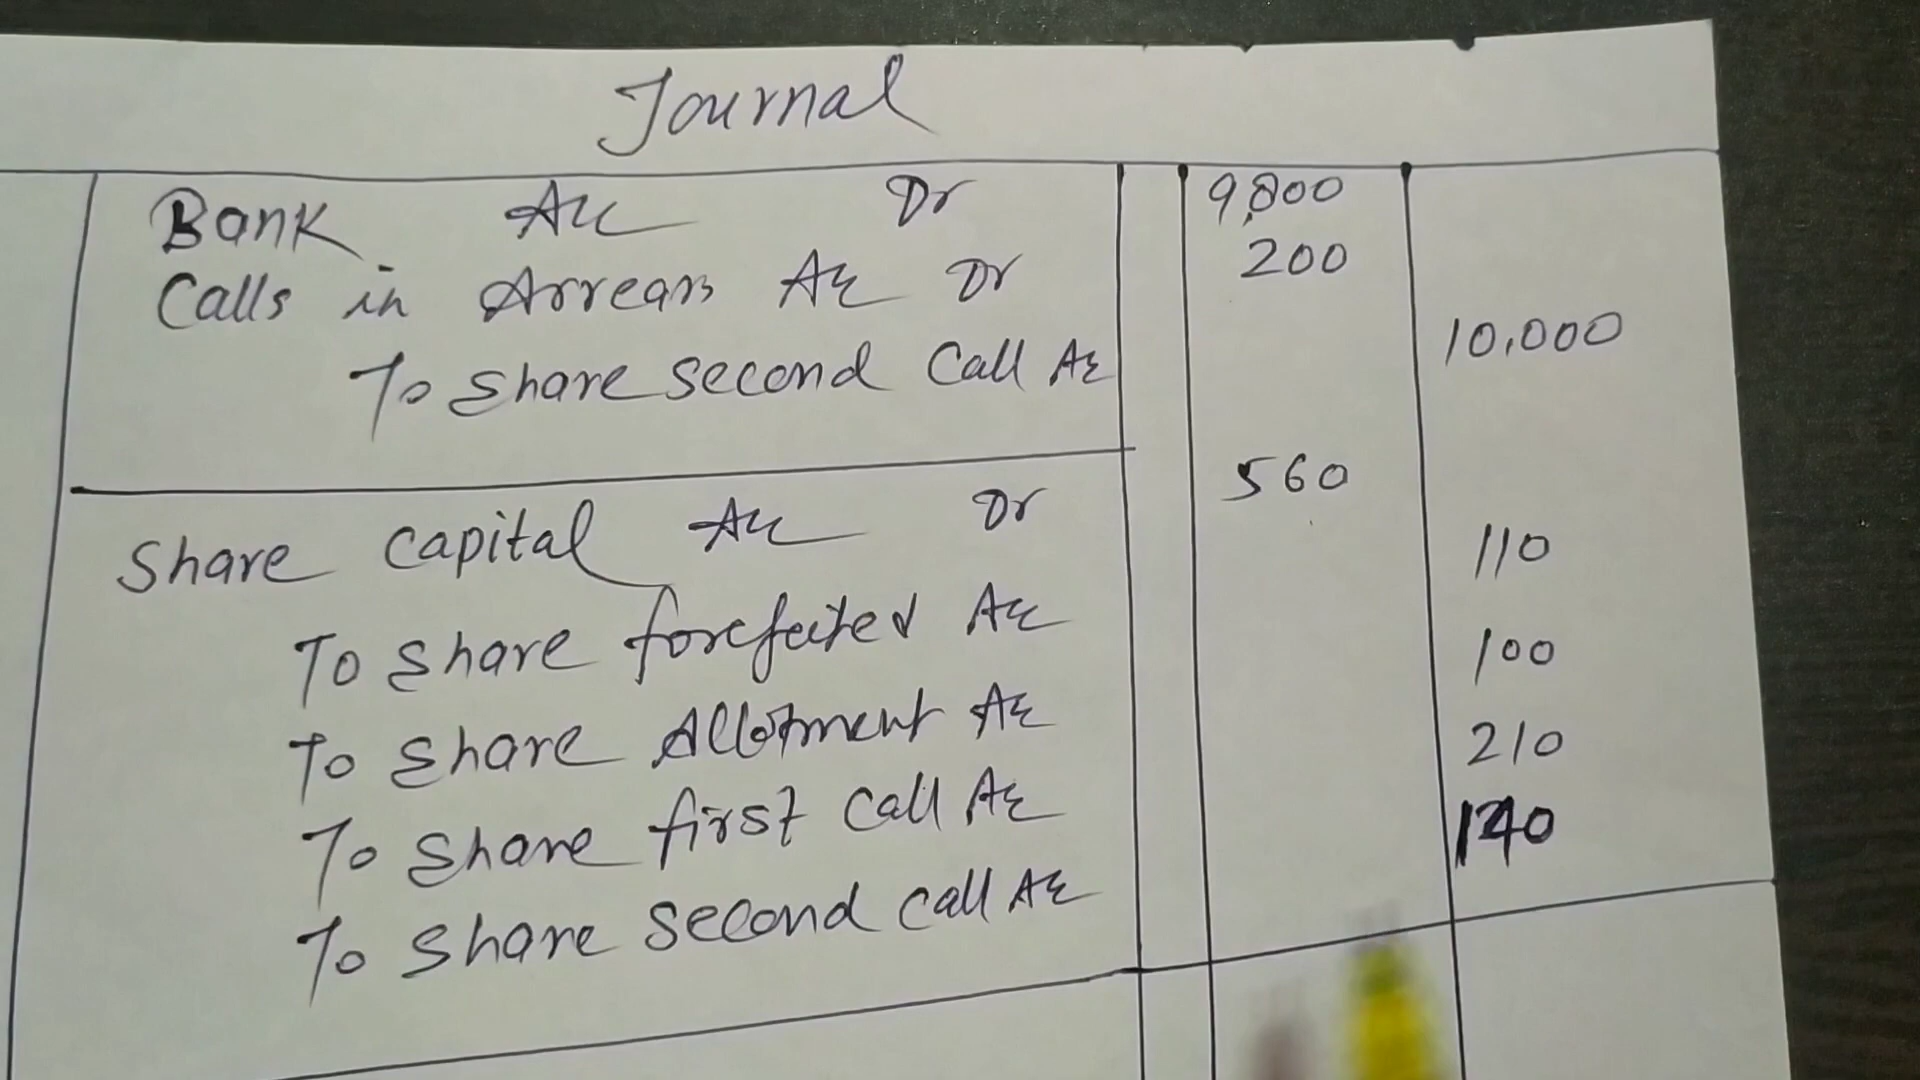 Journal
Bank A/c Dr 9,800
Calls in Arrears A/c Dr 200
To Share Second Call A/c 10,000
Share Capital A/c Dr 560
To Share forefeited A/c 110
To Share Allotment A/c 100
To Share first Call A/c 210
To Share Second Call A/c 140